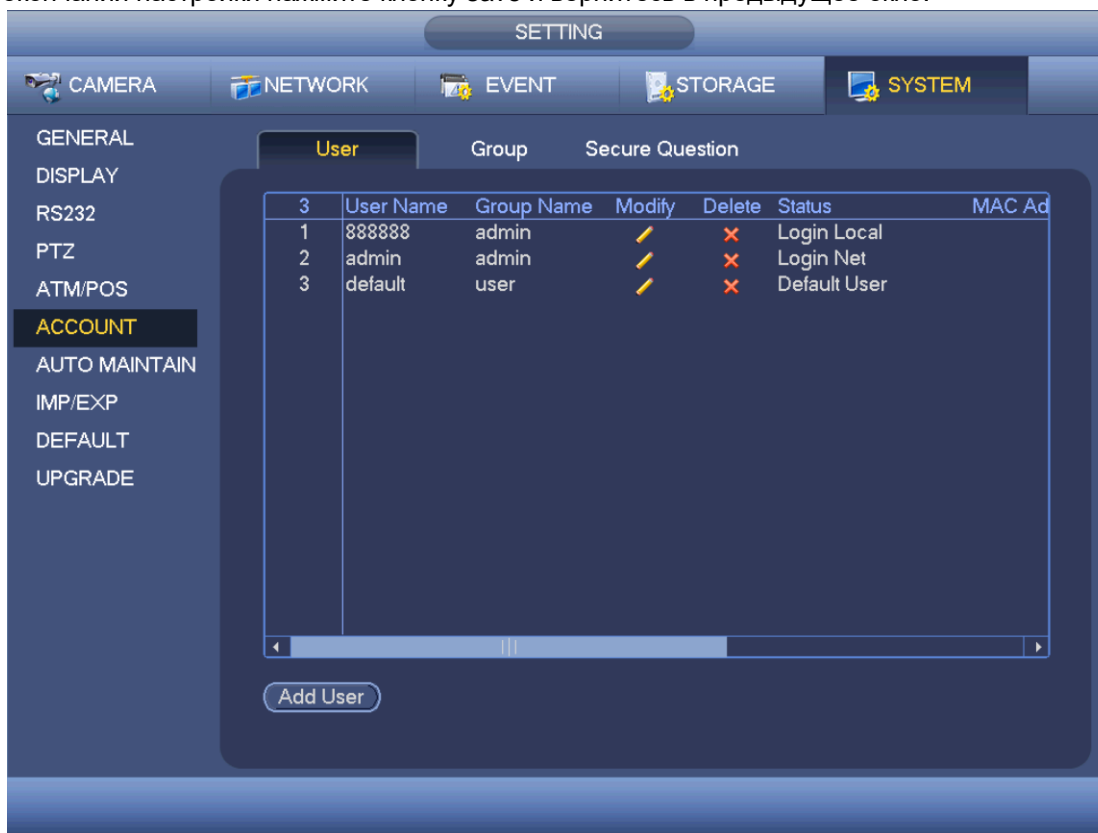 SETTING
CAMERA NETWORK EVENT STORAGE SYSTEM
GENERAL
DISPLAY
RS232
PTZ
ATM/POS
ACCOUNT
AUTO MAINTAIN
IMP/EXP
DEFAULT
UPGRADE
User Group Secure Question
3 User Name Group Name Modify Delete Status MAC Ad
1 888888 admin Login Local
2 admin admin Login Net
3 default user Default User
Add User